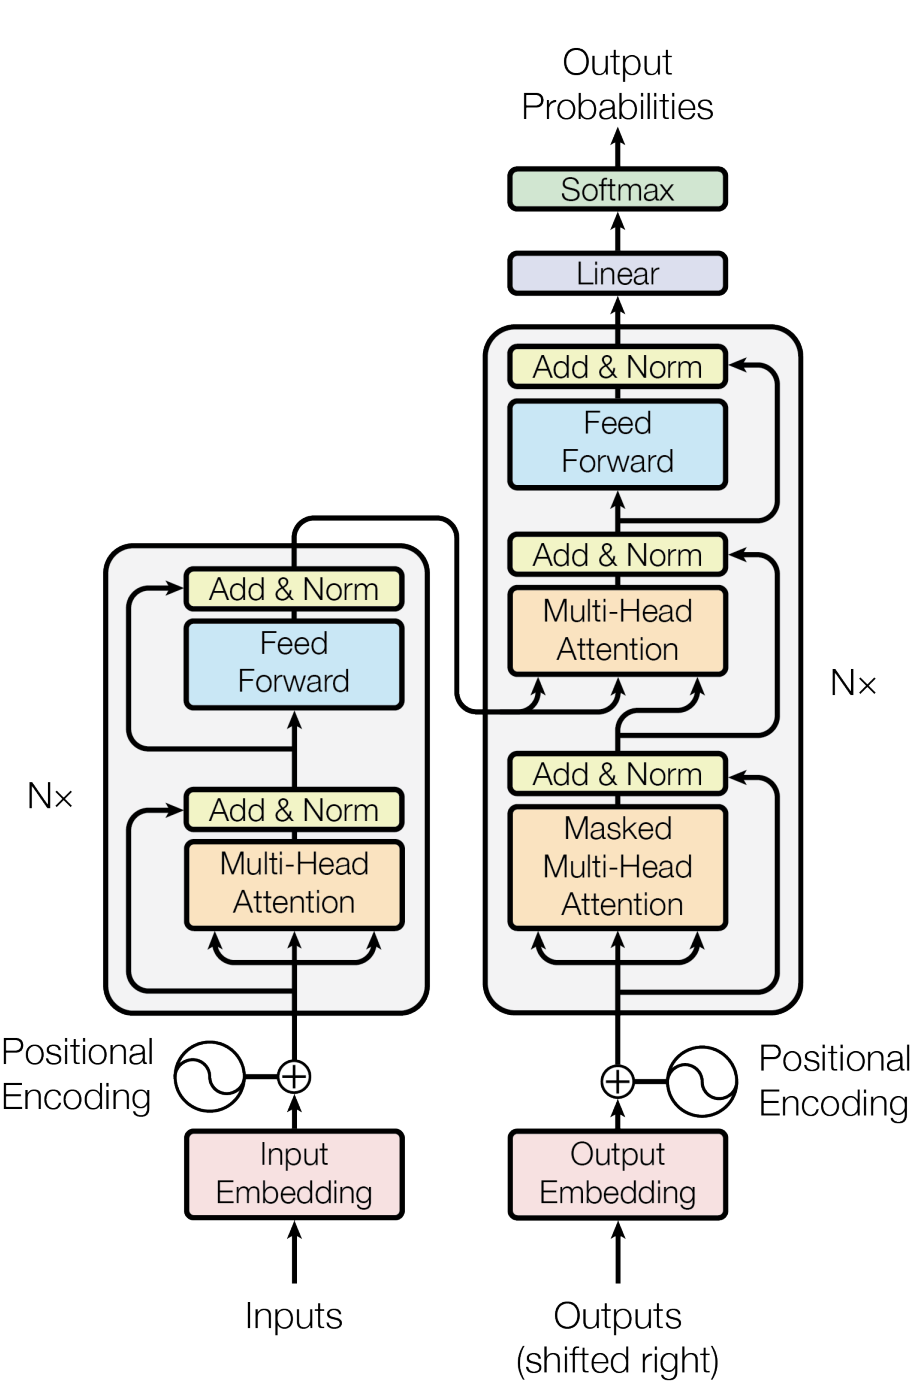 Output
Probabilities
Softmax
Linear
Add & Norm
Feed
Forward
Add & Norm
Multi-Head
Attention
Add & Norm
Masked
Multi-Head
Attention
N×
Add & Norm
Feed
Forward
Add & Norm
Multi-Head
Attention
N×
Positional
Encoding
Positional
Encoding
Input
Embedding
Output
Embedding
Inputs
Outputs
(shifted right)